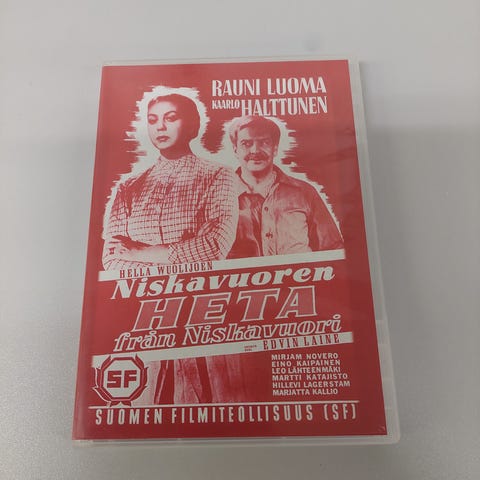 RAUNI LUOMA
KAARLO HALTTUNEN
HELLA WUOLIJOEN
Niskavuoren
HETA
från Niskavuori
EDVIN LAINE
MIRJAM NOVERO
EINO KAIPAINEN
LEO LÄHTEENMÄKI
MARTTI KATAJISTO
HILLEVI LAGERSTAM
MARJATTA KALLIO
SF
SUOMEN FILMITEOLLISUUS (SF)